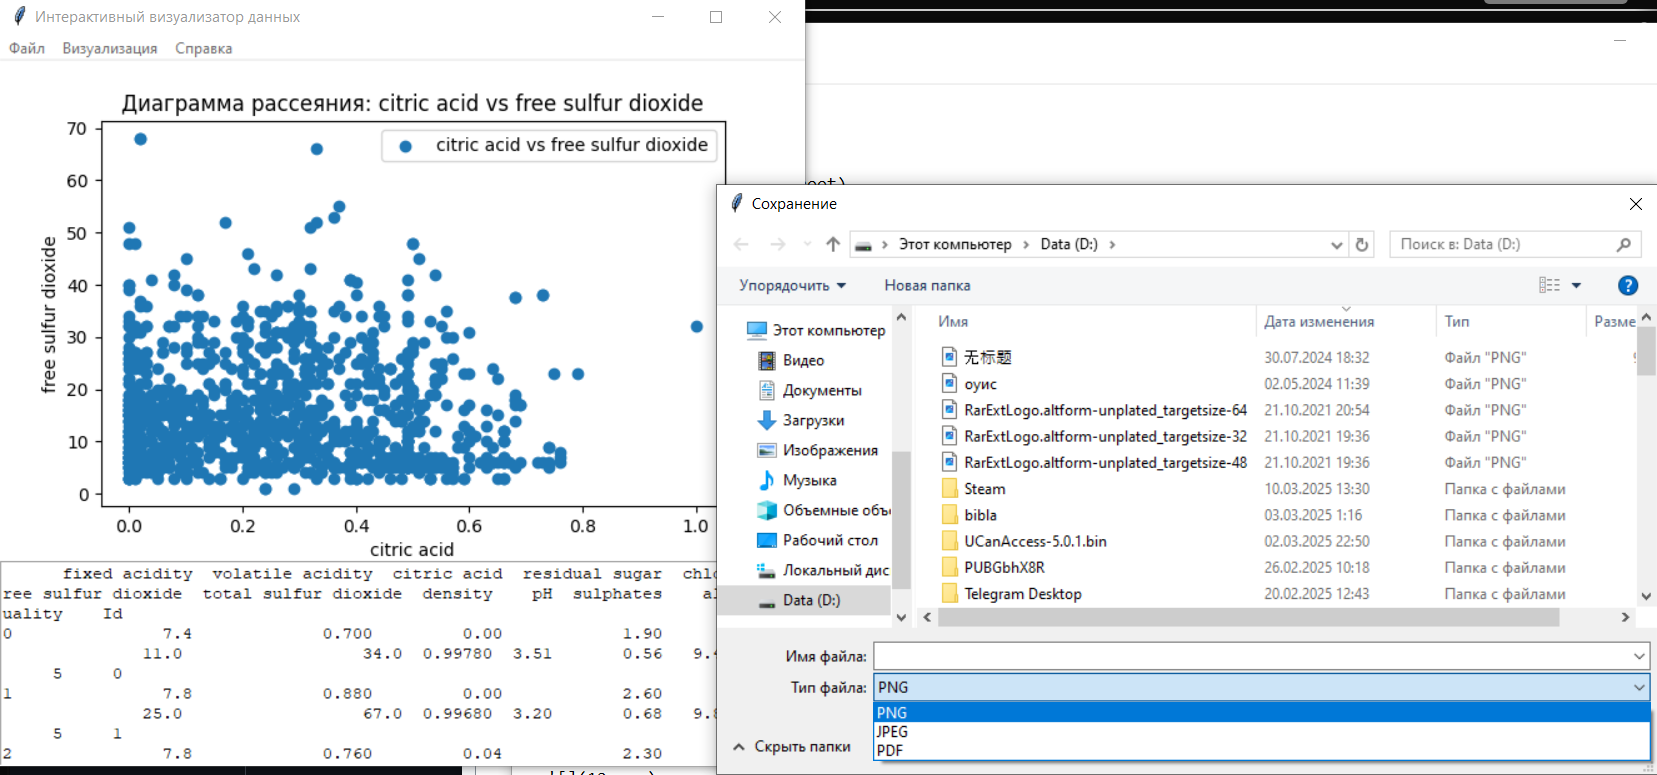 Интерактивный визуализатор данных
Файл Визуализация Справка
Диаграмма рассеяния: citric acid vs free sulfur dioxide
citric acid vs free sulfur dioxide
70
60
50
40
30
20
10
0
free sulfur dioxide
0.0 0.2 0.4 0.6 0.8 1.0
citric acid
fixed acidity volatile acidity citric acid residual sugar chlo
ree sulfur dioxide total sulfur dioxide density pH sulphates al
uality Id
0 7.4 0.700 0.00 1.90
11.0 34.0 0.99780 3.51 0.56 9.4
5 0
1 7.8 0.880 0.00 2.60
25.0 67.0 0.99680 3.20 0.68 9.8
5 1
2 7.8 0.760 0.04 2.30
Сохранение
Этот компьютер Data (D:)
Поиск в: Data (D:)
Упорядочить Новая папка
?
Этот компьютер
Видео
Документы
Загрузки
Изображения
Музыка
Объемные объ
Рабочий стол
Локальный дис
Data (D:)
Имя Дата изменения Тип Разме
无标题 30.07.2024 18:32 Файл "PNG"
оуис 02.05.2024 11:39 Файл "PNG"
RarExtLogo.altform-unplated_targetsize-64 21.10.2021 20:54 Файл "PNG"
RarExtLogo.altform-unplated_targetsize-32 21.10.2021 19:36 Файл "PNG"
RarExtLogo.altform-unplated_targetsize-48 21.10.2021 19:36 Файл "PNG"
Steam 10.03.2025 13:30 Папка с файлами
bibla 03.03.2025 1:16 Папка с файлами
UCanAccess-5.0.1.bin 02.03.2025 22:50 Папка с файлами
PUBGbhX8R 26.02.2025 10:18 Папка с файлами
Telegram Desktop 20.02.2025 12:43 Папка с файлами
Имя файла:
Тип файла: PNG
PNG
JPEG
PDF
Скрыть папки